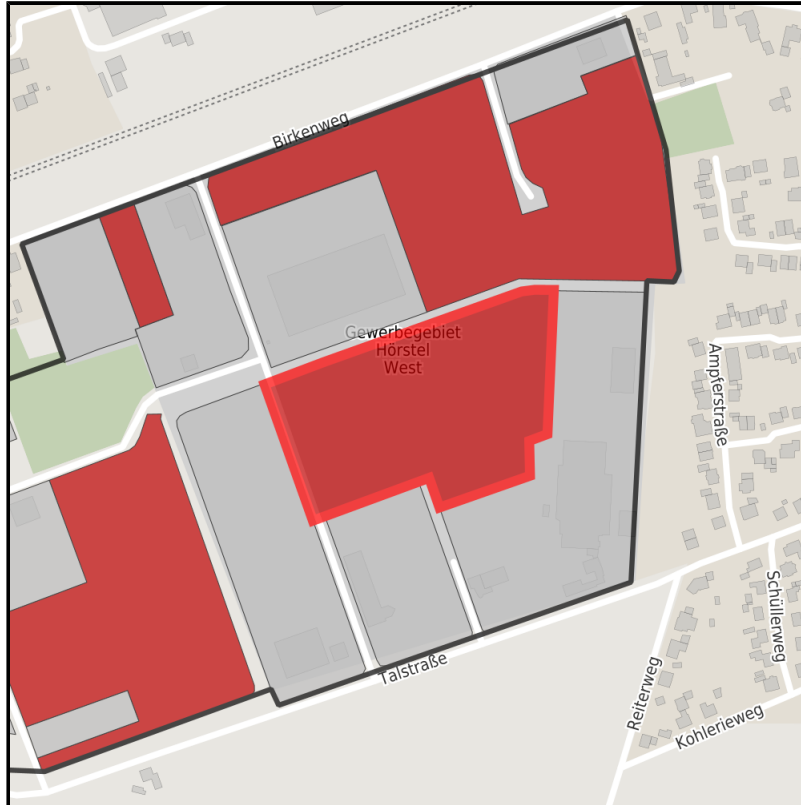 Birkenweg
Gewerbegebiet
Hörstel
West
Ampferstraße
Schüllerweg
Talstraße
Reiterweg
Kohlerieweg